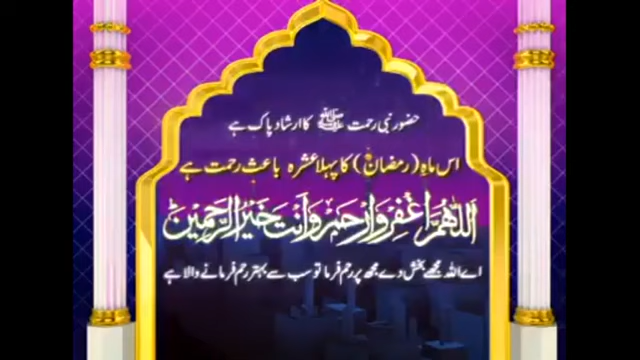 حضور نبی رحمت ﷺ کا ارشاد پاک ہے
اس ماہِ (رمضان) کا پہلا عشرہ باعث رحمت ہے
اَللّٰهُمَّ اغْفِرْ وَارْحَمْ وَاَنْتَ خَيْرُ الرَّحِمِيْنَ
اے اللہ مجھے بخش دے مجھ پر رحم فرما تو سب سے بہتر رحم فرمانے والا ہے